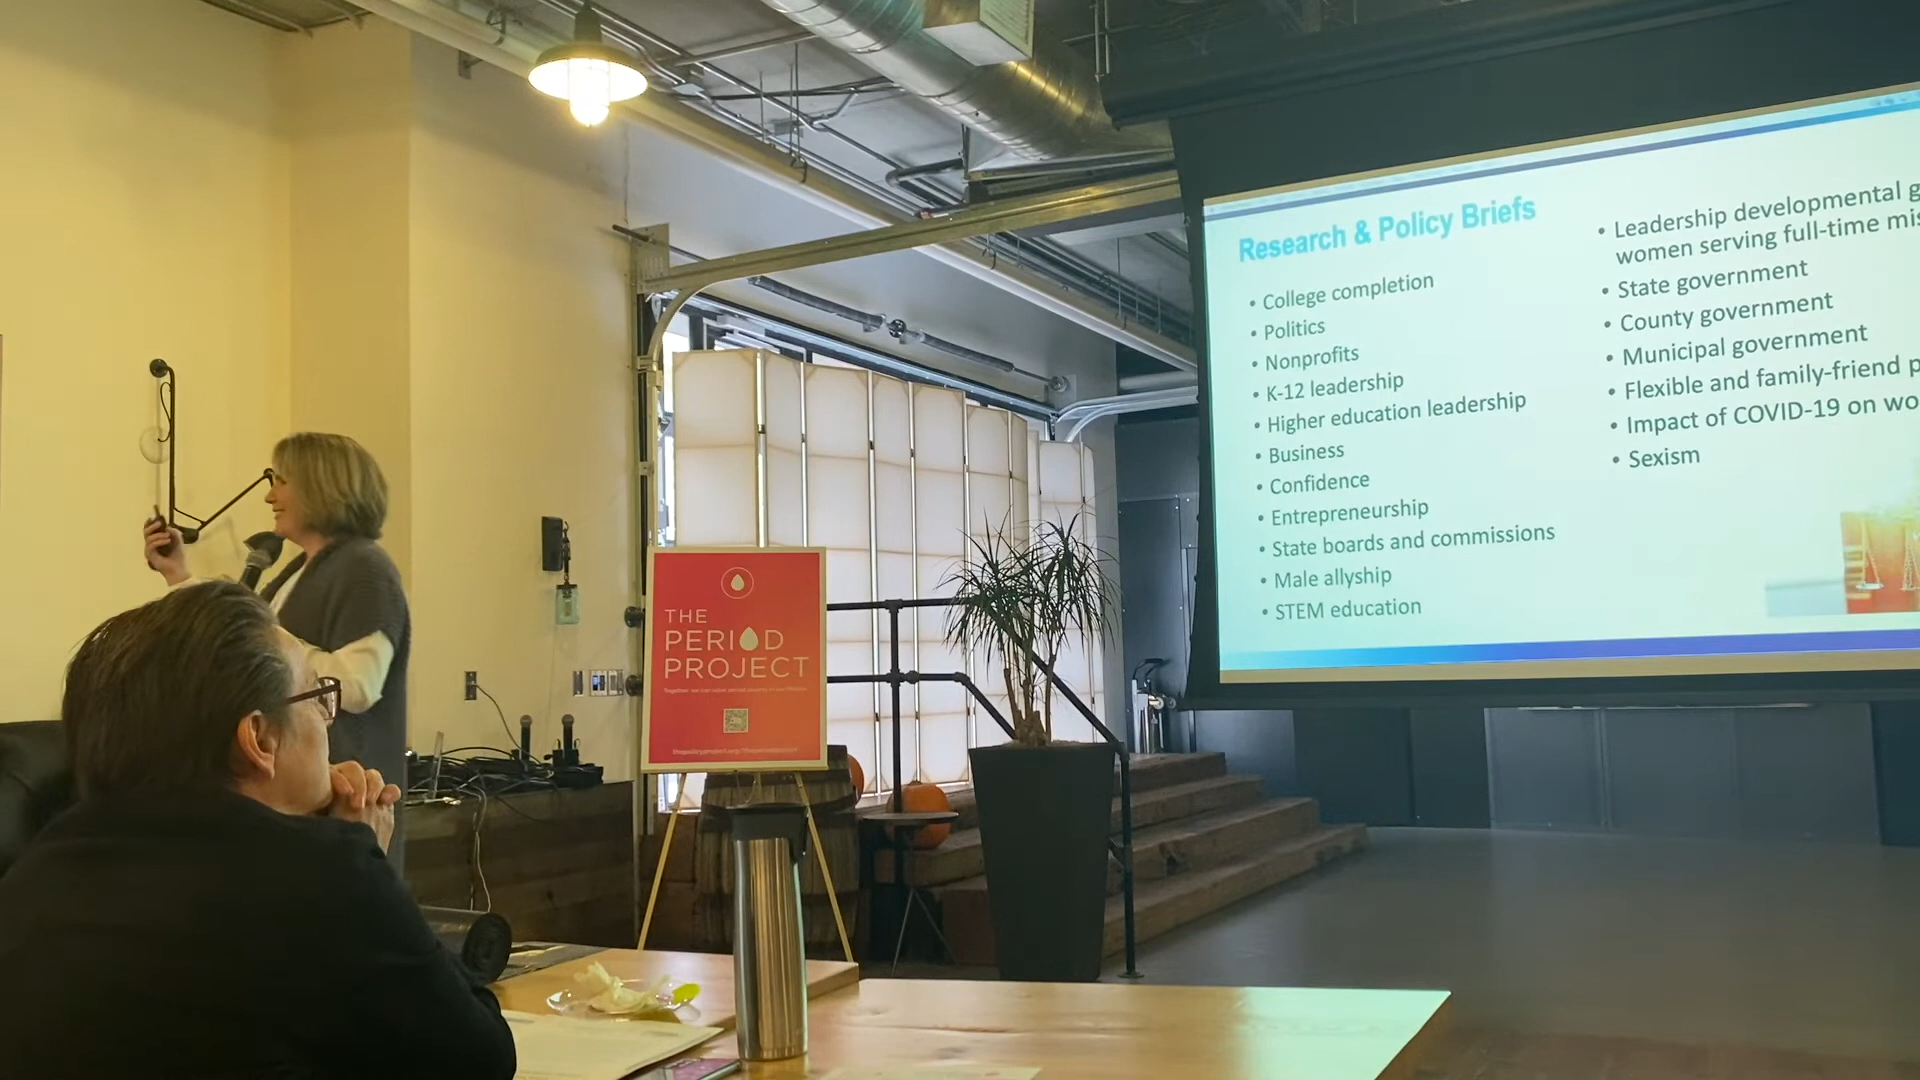 Research & Policy Briefs
• College completion
• Politics
• Nonprofits
• K-12 leadership
• Higher education leadership
• Business
• Confidence
• Entrepreneurship
• State boards and commissions
• Male allyship
• STEM education
• Leadership developmental
women serving full-time
• State government
• County government
• Municipal government
• Flexible and family-friend
• Impact of COVID-19 on
• Sexism
THE
PERIOD
PROJECT